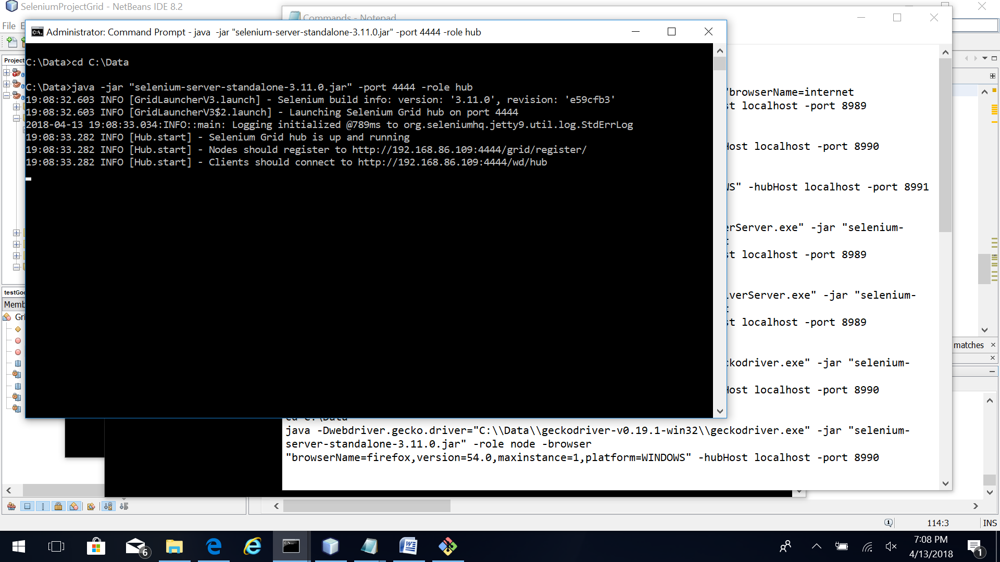 SeleniumProjectGrid - NetBeans IDE 8.2
File
Commands - Notepad
Administrator: Command Prompt - java  -jar "selenium-server-standalone-3.11.0.jar" -port 4444 -role hub
Project
C:\Data>cd C:\Data
C:\Data>java -jar "selenium-server-standalone-3.11.0.jar" -port 4444 -role hub
19:08:32.603 INFO [GridLauncherV3.launch] - Selenium build info: version: '3.11.0', revision: 'e59cfb3'
19:08:32.603 INFO [GridLauncherV3$2.launch] - Launching Selenium Grid hub on port 4444
2018-04-13 19:08:33.034:INFO::main: Logging initialized @789ms to org.seleniumhq.jetty9.util.log.StdErrLog
19:08:33.282 INFO [Hub.start] - Selenium Grid hub is up and running
19:08:33.282 INFO [Hub.start] - Nodes should register to http://192.168.86.109:4444/grid/register/
19:08:33.282 INFO [Hub.start] - Clients should connect to http://192.168.86.109:4444/wd/hub
"browserName=internet
st localhost -port 8989
Host localhost -port 8990
WS" -hubHost localhost -port 8991
erServer.exe" -jar "selenium-
st localhost -port 8989
iverServer.exe" -jar "selenium-
st localhost -port 8989
ckodriver.exe" -jar "selenium-
Host localhost -port 8990
cd C:\Data
java -Dwebdriver.gecko.driver="C:\\Data\\geckodriver-v0.19.1-win32\\geckodriver.exe" -jar "selenium-
server-standalone-3.11.0.jar" -role node -browser
"browserName=firefox,version=54.0,maxinstance=1,platform=WINDOWS" -hubHost localhost -port 8990
testGoo
Memb
Gri
matches
114:3
INS
6
7:08 PM
4/13/2018
1